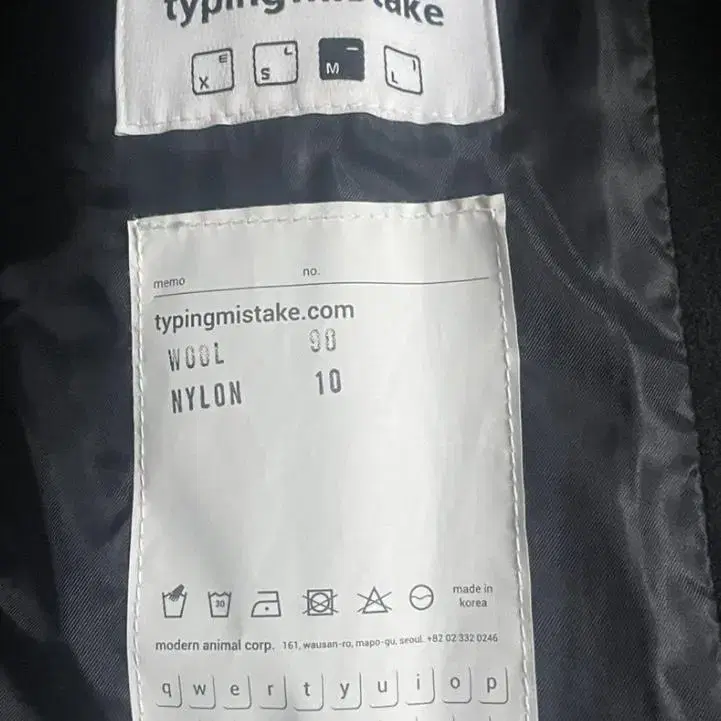 typingmistake
X E S L M – L I
memo no.
typingmistake.com
WOOL 90
NYLON 10
30
made in
korea
modern animal corp. 161, wausan-ro, mapo-gu, seoul. +82 02 332 0246
q w e r t y u i o p